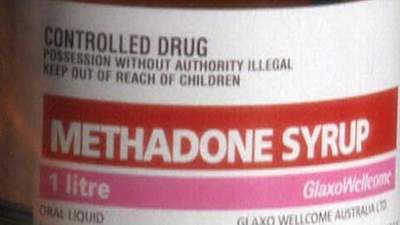 CONTROLLED DRUG
POSSESSION WITHOUT AUTHORITY ILLEGAL
KEEP OUT OF REACH OF CHILDREN
METHADONE SYRUP
1 litre GlaxoWellcome
ORAL LIQUID GLAXO WELLCOME AUSTRALIA LTD